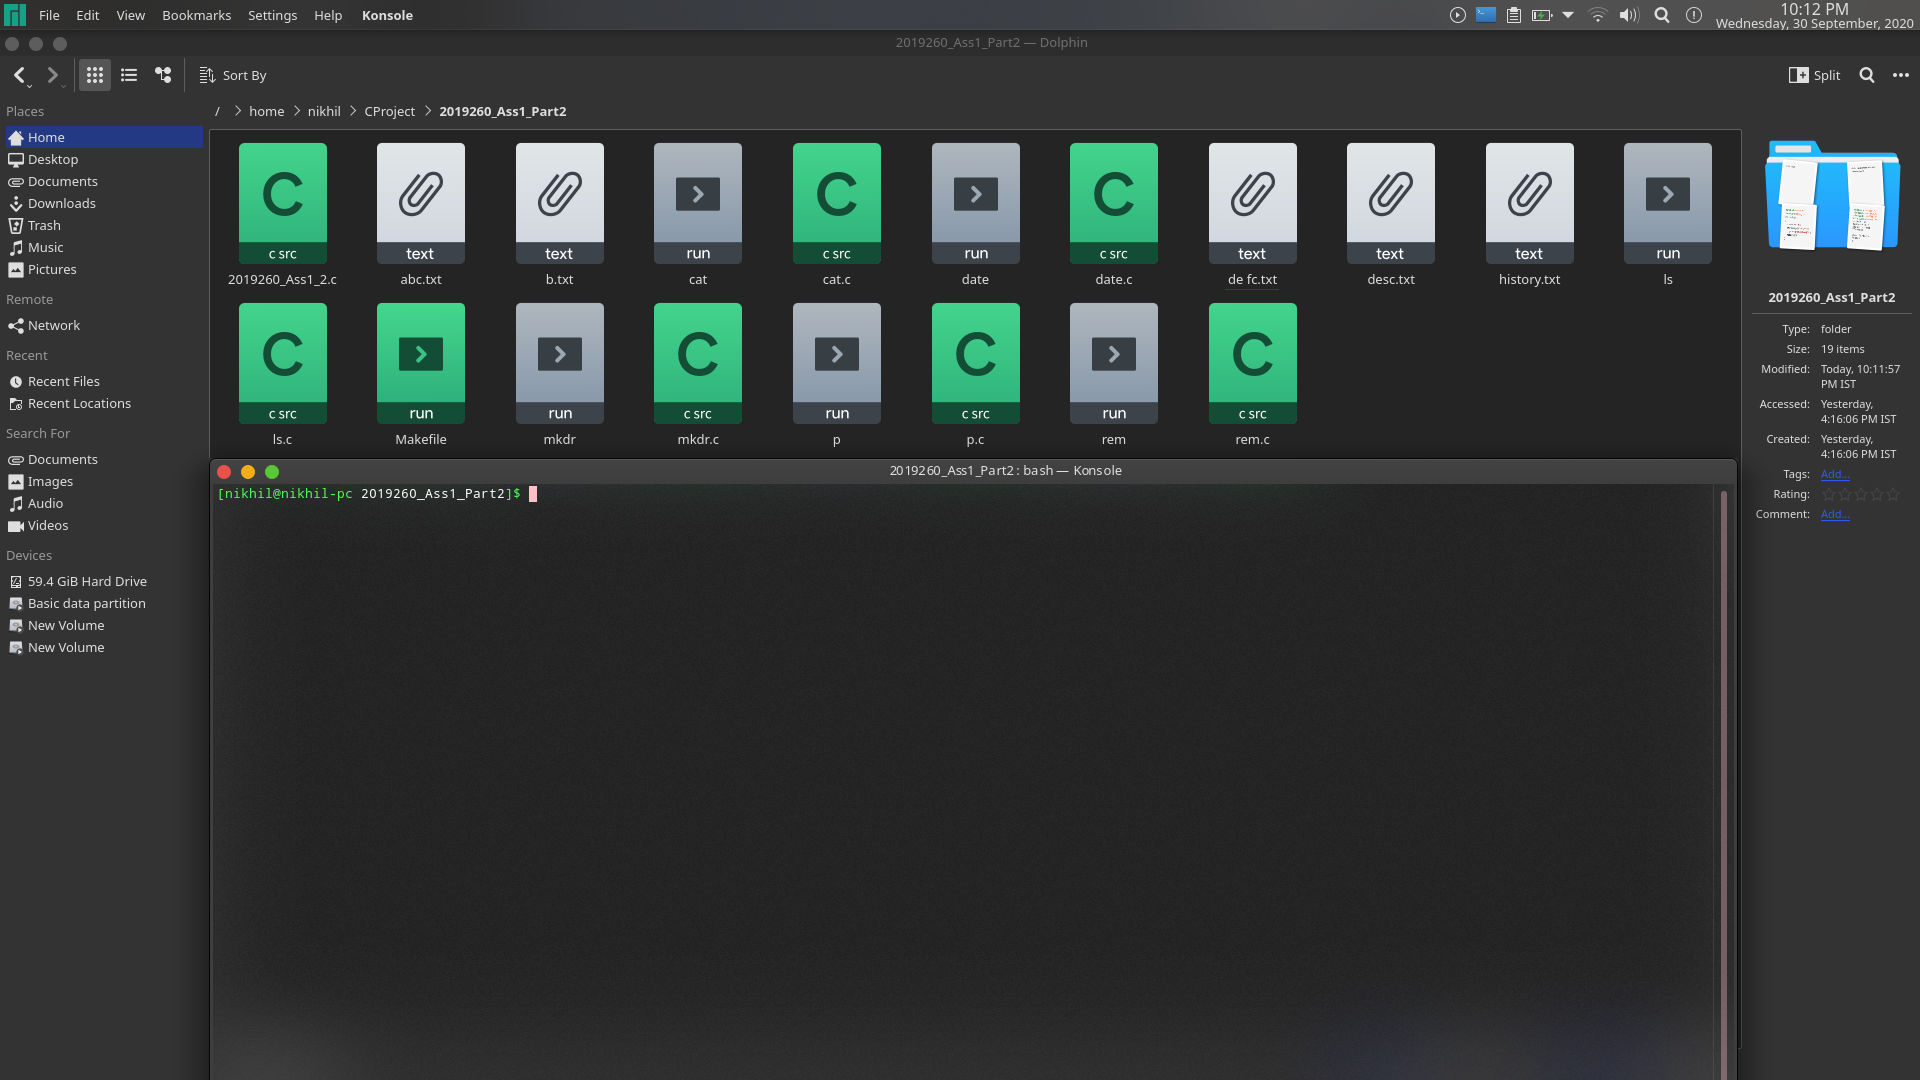 File Edit View Bookmarks Settings Help Konsole
10:12 PM
Wednesday, 30 September, 2020
2019260_Ass1_Part2 — Dolphin
Sort By
Split
Places
Home
Desktop
Documents
Downloads
Trash
Music
Pictures
Remote
Network
Recent
Recent Files
Recent Locations
Search For
Documents
Images
Audio
Videos
Devices
59.4 GiB Hard Drive
Basic data partition
New Volume
New Volume
/ > home > nikhil > CProject > 2019260_Ass1_Part2
c src text text run c src run c src text text text run
2019260_Ass1_2.c abc.txt b.txt cat cat.c date date.c de fc.txt desc.txt history.txt ls
c src run run c src run c src run c src
ls.c Makefile mkdr mkdr.c p p.c rem rem.c
2019260_Ass1_Part2
Type: folder
Size: 19 items
Modified: Today, 10:11:57
PM IST
Accessed: Yesterday,
4:16:06 PM IST
Created: Yesterday,
4:16:06 PM IST
Tags: Add...
Rating:
Comment: Add...
2019260_Ass1_Part2 : bash — Konsole
[nikhil@nikhil-pc 2019260_Ass1_Part2]$